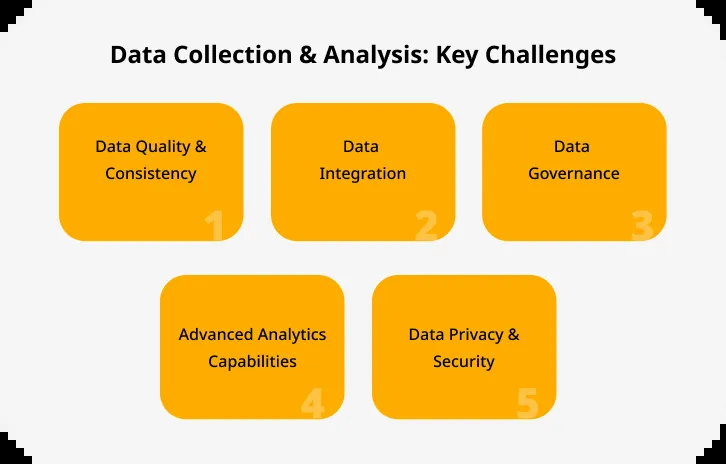 Data Collection & Analysis: Key Challenges
Data Quality &
Consistency
1
Data
Integration
2
Data
Governance
3
Advanced Analytics
Capabilities
4
Data Privacy &
Security
5